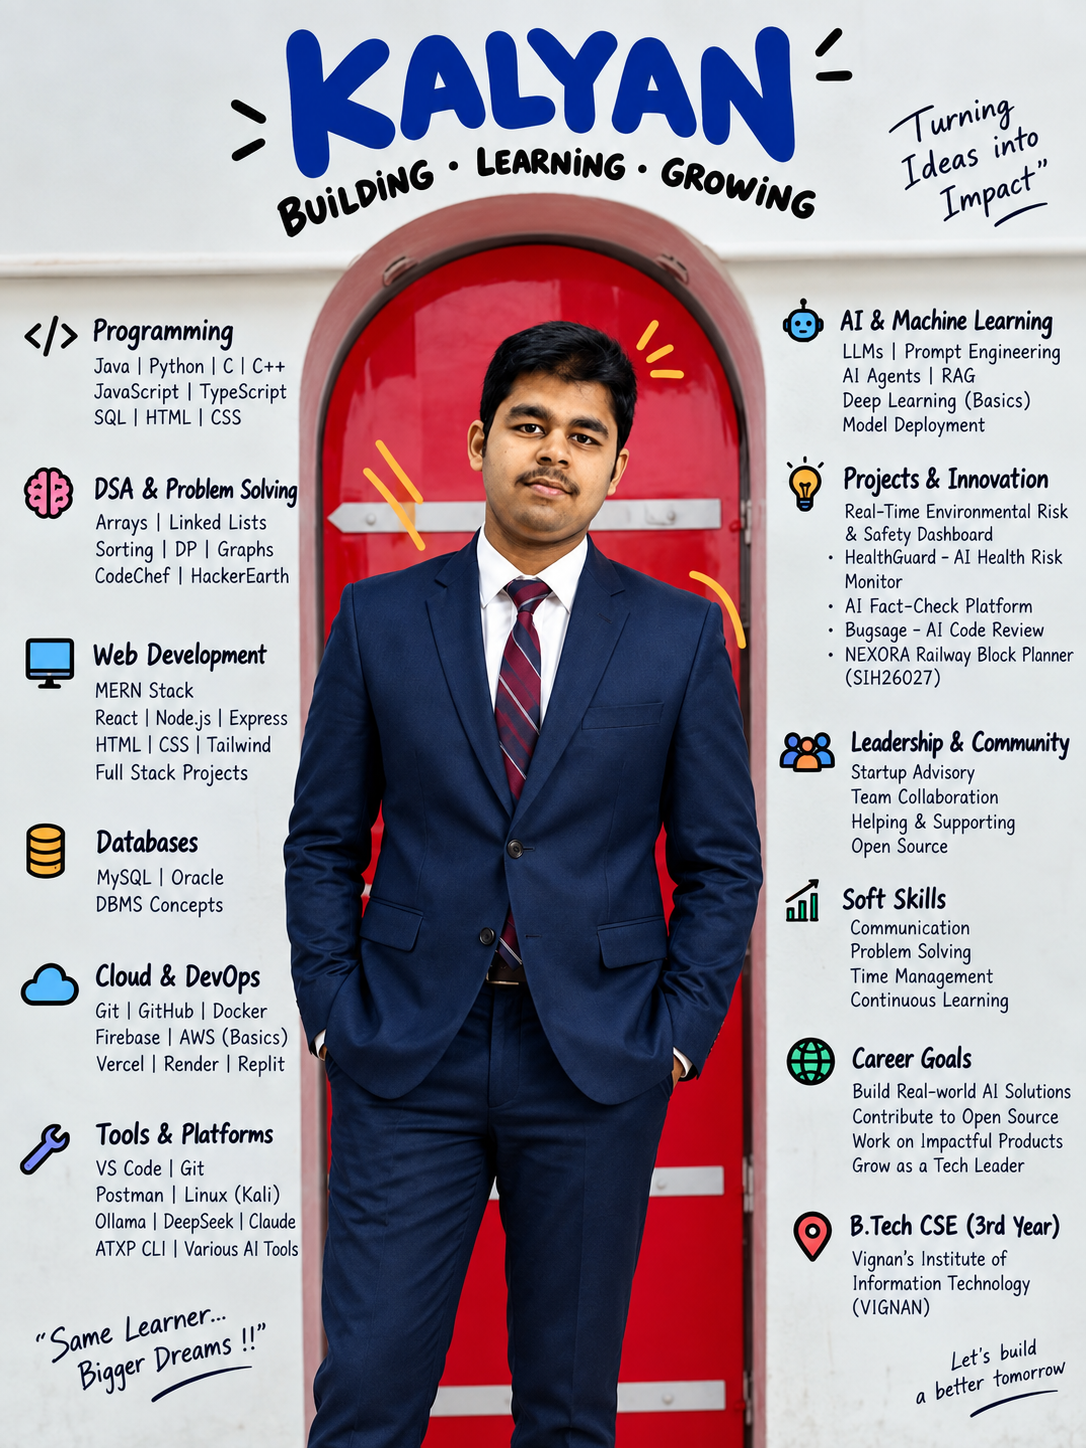 KALYAN
BUILDING · LEARNING · GROWING
"Turning
Ideas into
Impact"
</> Programming
Java | Python | C | C++
JavaScript | TypeScript
SQL | HTML | CSS
DSA & Problem Solving
Arrays | Linked Lists
Sorting | DP | Graphs
CodeChef | HackerEarth
Web Development
MERN Stack
React | Node.js | Express
HTML | CSS | Tailwind
Full Stack Projects
Databases
MySQL | Oracle
DBMS Concepts
Cloud & DevOps
Git | GitHub | Docker
Firebase | AWS (Basics)
Vercel | Render | Replit
Tools & Platforms
VS Code | Git
Postman | Linux (Kali)
Ollama | DeepSeek | Claude
ATXP CLI | Various AI Tools
"Same Learner...
Bigger Dreams !!"
AI & Machine Learning
LLMs | Prompt Engineering
AI Agents | RAG
Deep Learning (Basics)
Model Deployment
Projects & Innovation
Real-Time Environmental Risk
& Safety Dashboard
• HealthGuard - AI Health Risk
Monitor
• AI Fact-Check Platform
• Bugsage - AI Code Review
• NEXORA Railway Block Planner
(SIH26027)
Leadership & Community
Startup Advisory
Team Collaboration
Helping & Supporting
Open Source
Soft Skills
Communication
Problem Solving
Time Management
Continuous Learning
Career Goals
Build Real-world AI Solutions
Contribute to Open Source
Work on Impactful Products
Grow as a Tech Leader
B.Tech CSE (3rd Year)
Vignan's Institute of
Information Technology
(VIGNAN)
Let's build
a better tomorrow